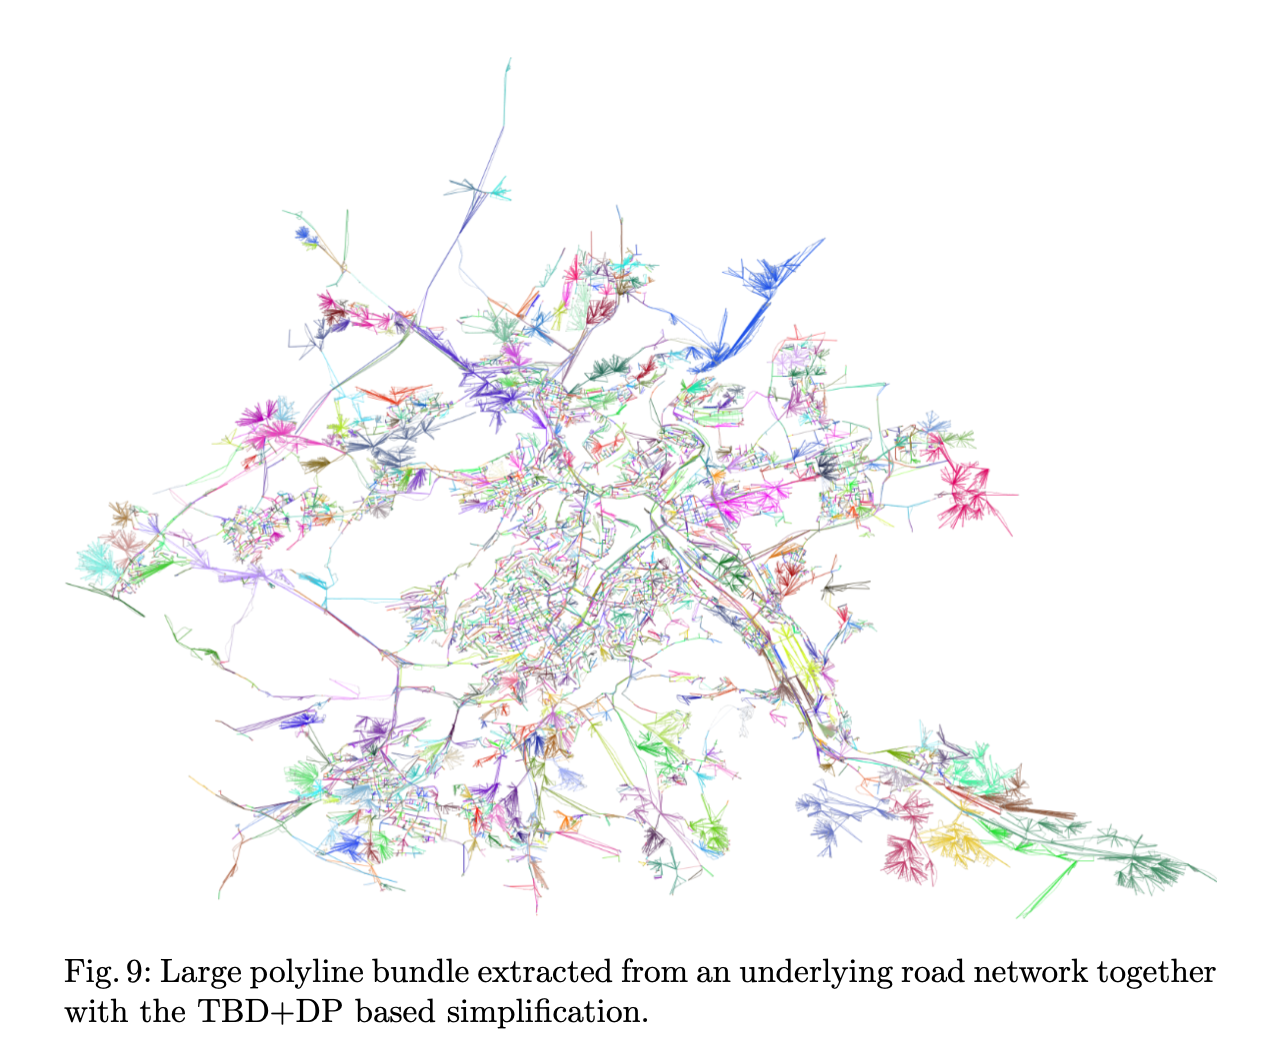 Fig. 9: Large polyline bundle extracted from an underlying road network together
with the TBD+DP based simplification.